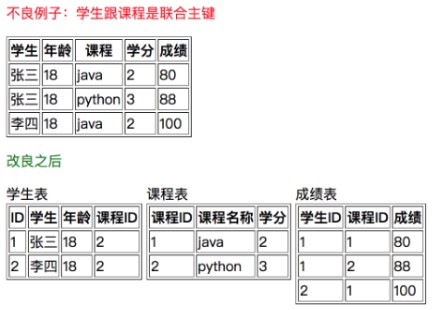 不良例子：学生跟课程是联合主键
学生 年龄 课程 学分 成绩
张三 18 java 2 80
张三 18 python 3 88
李四 18 java 2 100
改良之后
学生表
ID 学生 年龄 课程ID
1 张三 18 2
2 李四 18 2
课程表
课程ID 课程名称 学分
1 java 2
2 python 3
成绩表
学生ID 课程ID 成绩
1 1 80
1 2 88
2 1 100